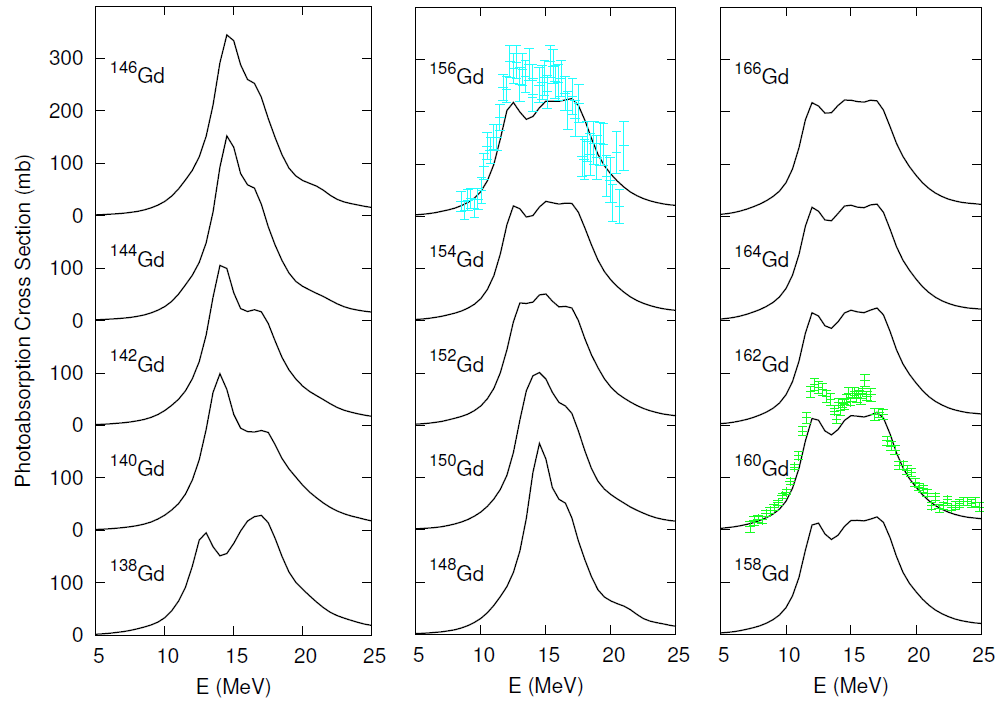 Photoabsorption Cross Section (mb)
300
200
100
0
100
0
100
0
100
0
100
0
146Gd
144Gd
142Gd
140Gd
138Gd
5 10 15 20 25
E (MeV)
156Gd
154Gd
152Gd
150Gd
148Gd
5 10 15 20 25
E (MeV)
166Gd
164Gd
162Gd
160Gd
158Gd
5 10 15 20 25
E (MeV)